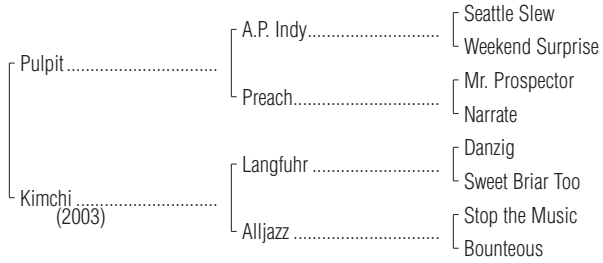 Seattle Slew
A.P. Indy
Weekend Surprise
Pulpit
Mr. Prospector
Preach
Narrate
Danzig
Langfuhr
Sweet Briar Too
Kimchi
(2003)
Stop the Music
Alljazz
Bounteous